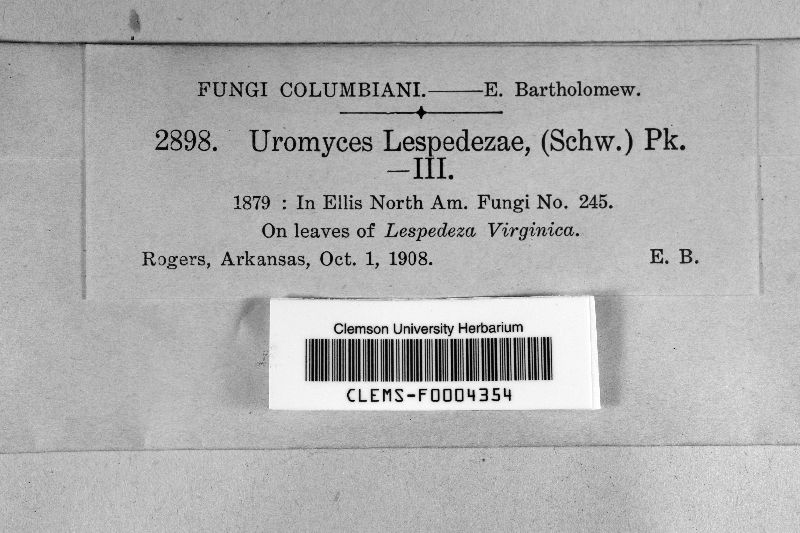 FUNGI COLUMBIANI.——E. Bartholomew.
2898. Uromyces Lespedezae, (Schw.) Pk.
—III.
1879 : In Ellis North Am. Fungi No. 245.
On leaves of Lespedeza Virginica.
Rogers, Arkansas, Oct. 1, 1908. E. B.
Clemson University Herbarium
CLEMS-F0004354